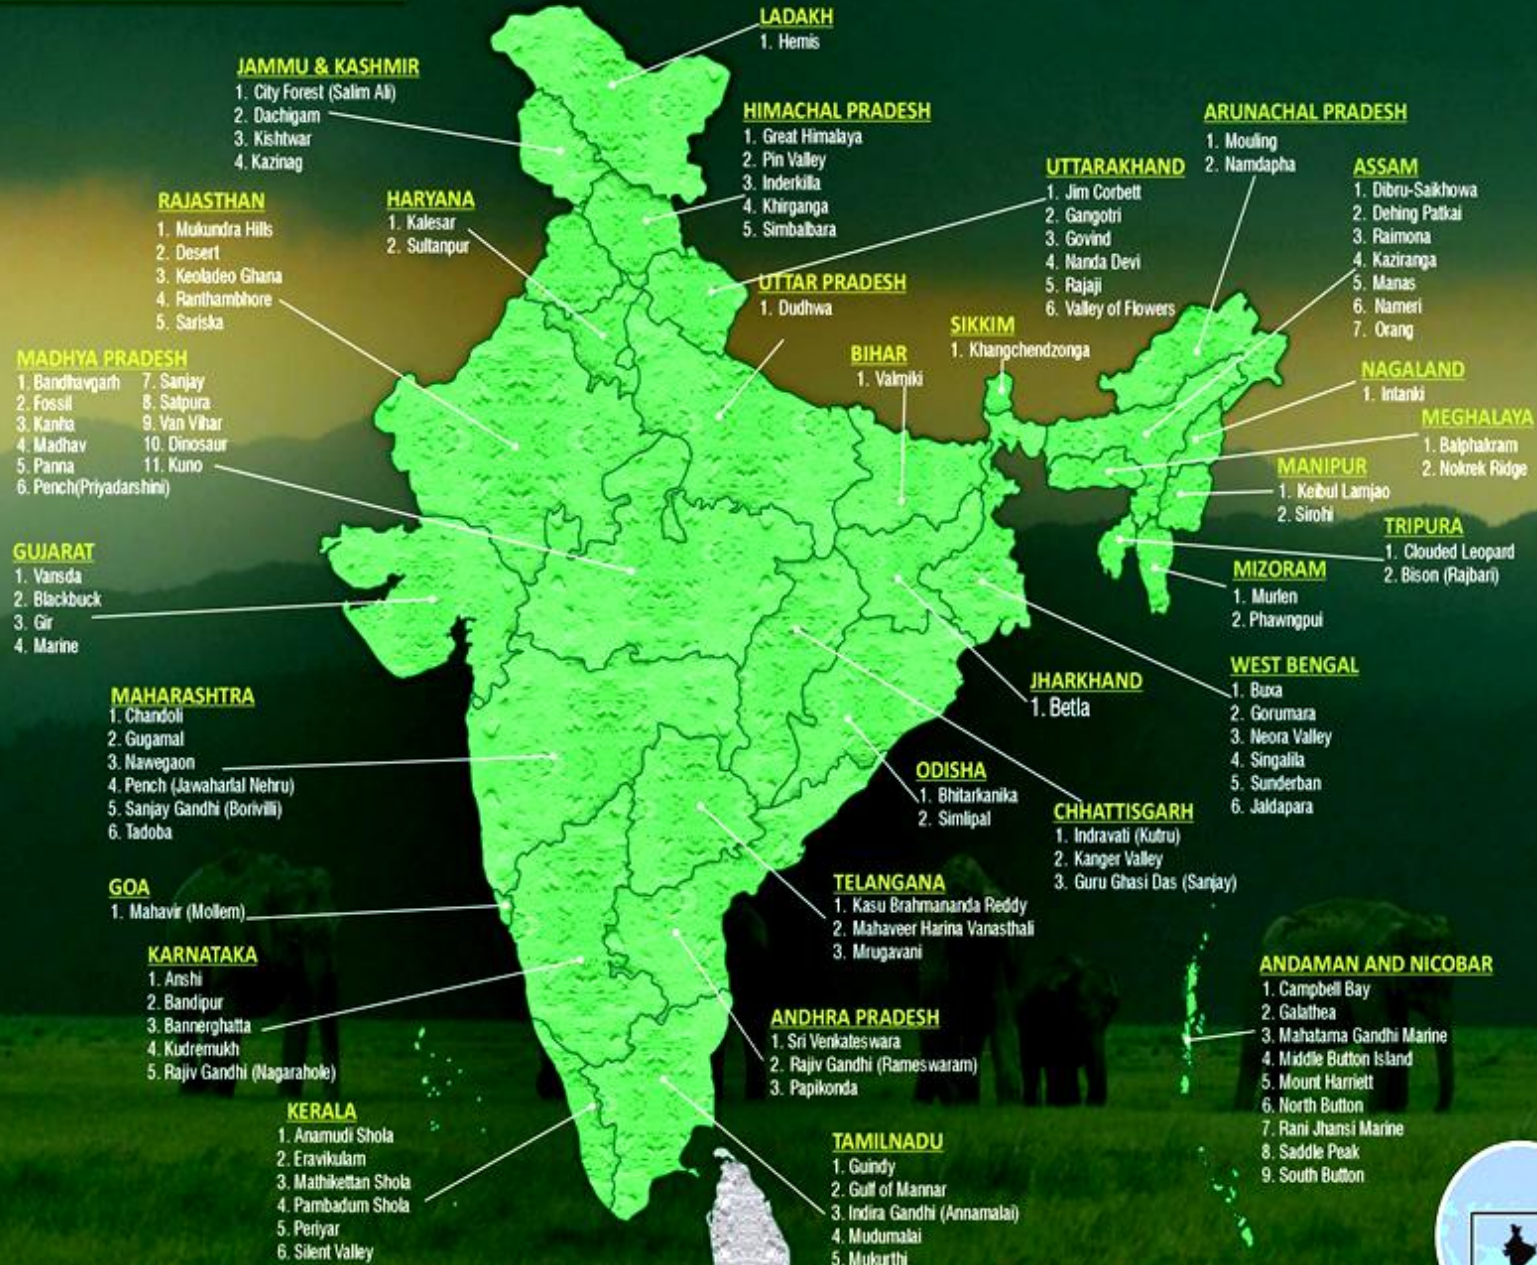 LADAKH
1. Hemis
JAMMU & KASHMIR
1. City Forest (Salim Ali)
2. Dachigam
3. Kishtwar
4. Kazinag
HIMACHAL PRADESH
1. Great Himalaya
2. Pin Valley
3. Inderkilla
4. Khirganga
5. Simbalbara
ARUNACHAL PRADESH
1. Mouling
2. Namdapha
UTTARAKHAND
1. Jim Corbett
2. Gangotri
3. Govind
4. Nanda Devi
5. Rajaji
6. Valley of Flowers
ASSAM
1. Dibru-Saikhowa
2. Dehing Patkai
3. Raimona
4. Kaziranga
5. Manas
6. Nameri
7. Orang
RAJASTHAN
1. Mukundra Hills
2. Desert
3. Keoladeo Ghana
4. Ranthambhore
5. Sariska
HARYANA
1. Kalesar
2. Sultanpur
UTTAR PRADESH
1. Dudhwa
SIKKIM
1. Khangchendzonga
BIHAR
1. Valmiki
MADHYA PRADESH
1. Bandhavgarh 7. Sanjay
2. Fossil 8. Satpura
3. Kanha 9. Van Vihar
4. Madhav 10. Dinosaur
5. Panna 11. Kuno
6. Pench(Priyadarshini)
NAGALAND
1. Intanki
MEGHALAYA
1. Balphakram
2. Nokrek Ridge
MANIPUR
1. Keibul Lamjao
2. Sirohi
TRIPURA
1. Clouded Leopard
2. Bison (Rajbari)
GUJARAT
1. Vansda
2. Blackbuck
3. Gir
4. Marine
MIZORAM
1. Murlen
2. Phawngpui
WEST BENGAL
1. Buxa
2. Gorumara
3. Neora Valley
4. Singalila
5. Sunderban
6. Jaldapara
JHARKHAND
1. Betla
MAHARASHTRA
1. Chandoli
2. Gugamal
3. Nawegaon
4. Pench (Jawaharlal Nehru)
5. Sanjay Gandhi (Borivilli)
6. Tadoba
ODISHA
1. Bhitarkanika
2. Simlipal
CHHATTISGARH
1. Indravati (Kutru)
2. Kanger Valley
3. Guru Ghasi Das (Sanjay)
GOA
1. Mahavir (Mollem)
TELANGANA
1. Kasu Brahmananda Reddy
2. Mahaveer Harina Vanasthali
3. Mrugavani
KARNATAKA
1. Anshi
2. Bandipur
3. Bannerghatta
4. Kudremukh
5. Rajiv Gandhi (Nagarahole)
ANDHRA PRADESH
1. Sri Venkateswara
2. Rajiv Gandhi (Rameswaram)
3. Papikonda
ANDAMAN AND NICOBAR
1. Campbell Bay
2. Galathea
3. Mahatama Gandhi Marine
4. Middle Button Island
5. Mount Harriett
6. North Button
7. Rani Jhansi Marine
8. Saddle Peak
9. South Button
KERALA
1. Anamudi Shola
2. Eravikulam
3. Mathikettan Shola
4. Pambadum Shola
5. Periyar
6. Silent Valley
TAMILNADU
1. Guindy
2. Gulf of Mannar
3. Indira Gandhi (Annamalai)
4. Mudumalai
5. Mukurthi